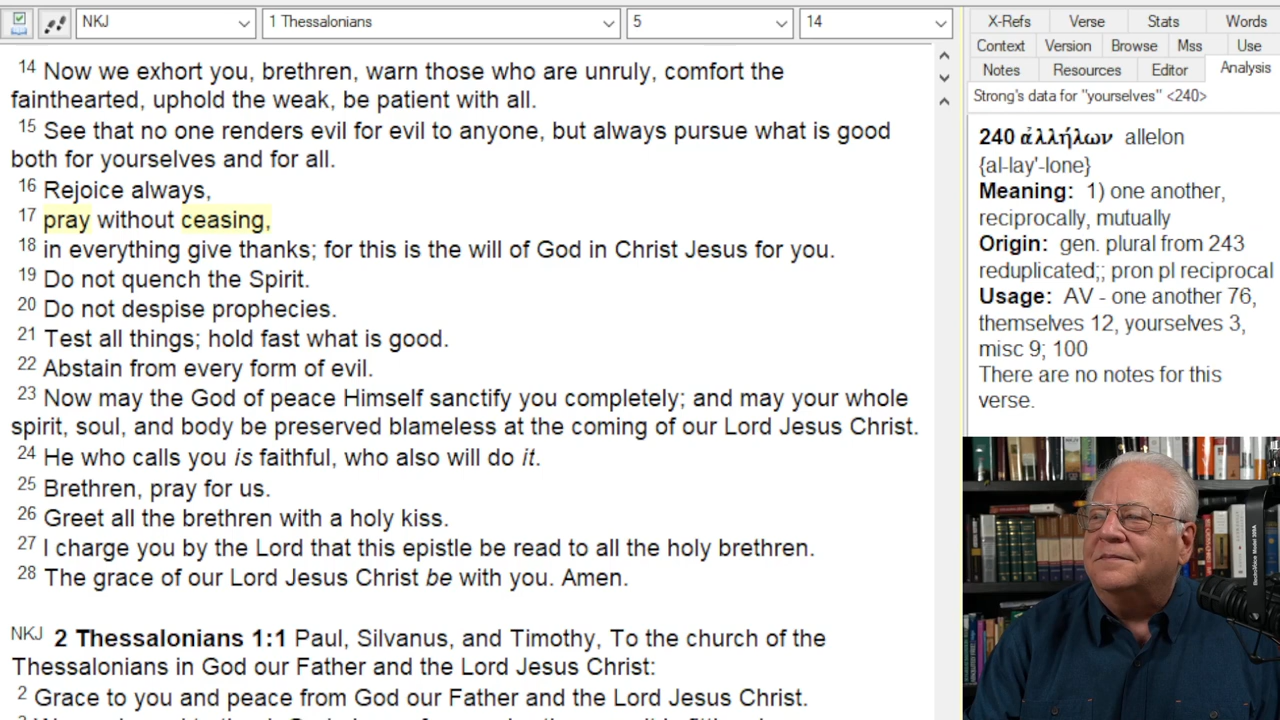 NKJ 1 Thessalonians 5 14
14 Now we exhort you, brethren, warn those who are unruly, comfort the
fainthearted, uphold the weak, be patient with all.
15 See that no one renders evil for evil to anyone, but always pursue what is good
both for yourselves and for all.
16 Rejoice always,
17 pray without ceasing,
18 in everything give thanks; for this is the will of God in Christ Jesus for you.
19 Do not quench the Spirit.
20 Do not despise prophecies.
21 Test all things; hold fast what is good.
22 Abstain from every form of evil.
23 Now may the God of peace Himself sanctify you completely; and may your whole
spirit, soul, and body be preserved blameless at the coming of our Lord Jesus Christ.
24 He who calls you is faithful, who also will do it.
25 Brethren, pray for us.
26 Greet all the brethren with a holy kiss.
27 I charge you by the Lord that this epistle be read to all the holy brethren.
28 The grace of our Lord Jesus Christ be with you. Amen.
NKJ 2 Thessalonians 1:1 Paul, Silvanus, and Timothy, To the church of the
Thessalonians in God our Father and the Lord Jesus Christ:
2 Grace to you and peace from God our Father and the Lord Jesus Christ.
X-Refs Verse Stats Words
Context Version Browse Mss Use
Notes Resources Editor Analysis
Strong's data for "yourselves" <240>
240 ἀλλήλων allelon
{al-lay'-lone}
Meaning: 1) one another,
reciprocally, mutually
Origin: gen. plural from 243
reduplicated;; pron pl reciprocal
Usage: AV - one another 76,
themselves 12, yourselves 3,
misc 9; 100
There are no notes for this
verse.